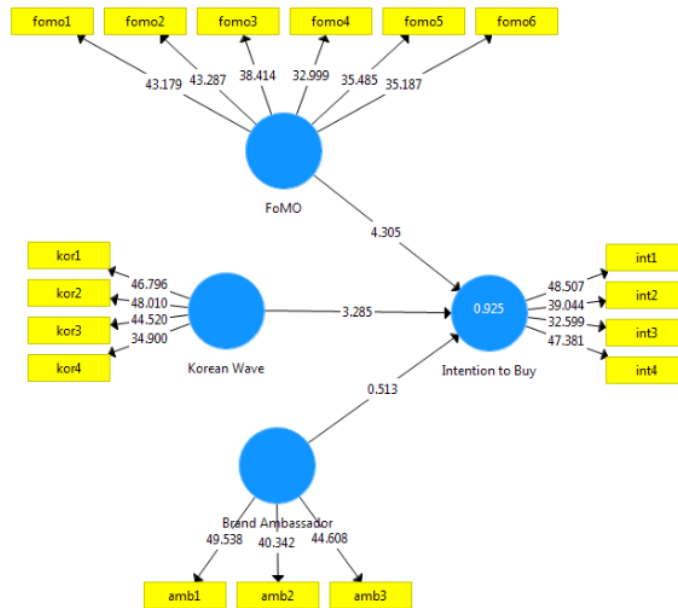 fomo1 fomo2 fomo3 fomo4 fomo5 fomo6
43.179 43.287 38.414 32.999 35.485 35.187
FoMO
4.305
kor1
kor2
kor3
kor4
46.796
48.010
44.520
34.900
Korean Wave
3.285
0.925
Intention to Buy
48.507
39.044
32.599
47.381
int1
int2
int3
int4
0.513
Brand Ambassador
49.538 40.342 44.608
amb1 amb2 amb3